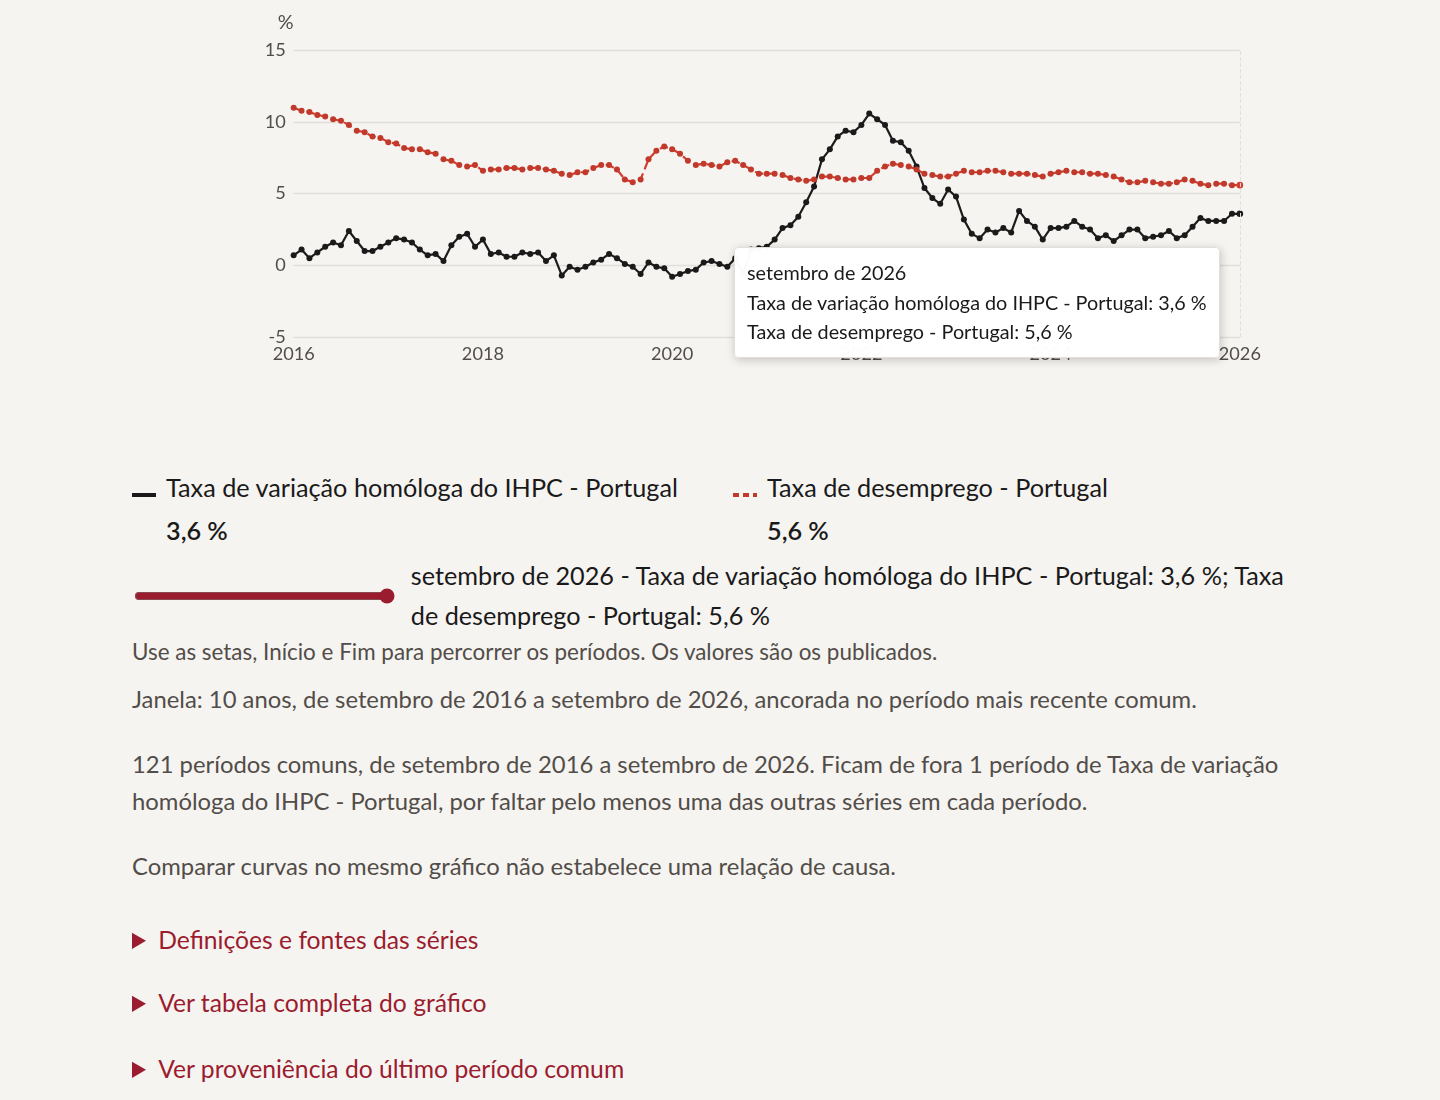 %
15
10
5
0
-5
2016
2018
2020
2026
setembro de 2026
Taxa de variação homóloga do IHPC - Portugal: 3,6 %
Taxa de desemprego - Portugal: 5,6 %
Taxa de variação homóloga do IHPC - Portugal
3,6 %
Taxa de desemprego - Portugal
5,6 %
setembro de 2026 - Taxa de variação homóloga do IHPC - Portugal: 3,6 %; Taxa
de desemprego - Portugal: 5,6 %
Use as setas, Início e Fim para percorrer os períodos. Os valores são os publicados.
Janela: 10 anos, de setembro de 2016 a setembro de 2026, ancorada no período mais recente comum.
121 períodos comuns, de setembro de 2016 a setembro de 2026. Ficam de fora 1 período de Taxa de variação
homóloga do IHPC - Portugal, por faltar pelo menos uma das outras séries em cada período.
Comparar curvas no mesmo gráfico não estabelece uma relação de causa.
Definições e fontes das séries
Ver tabela completa do gráfico
Ver proveniência do último período comum